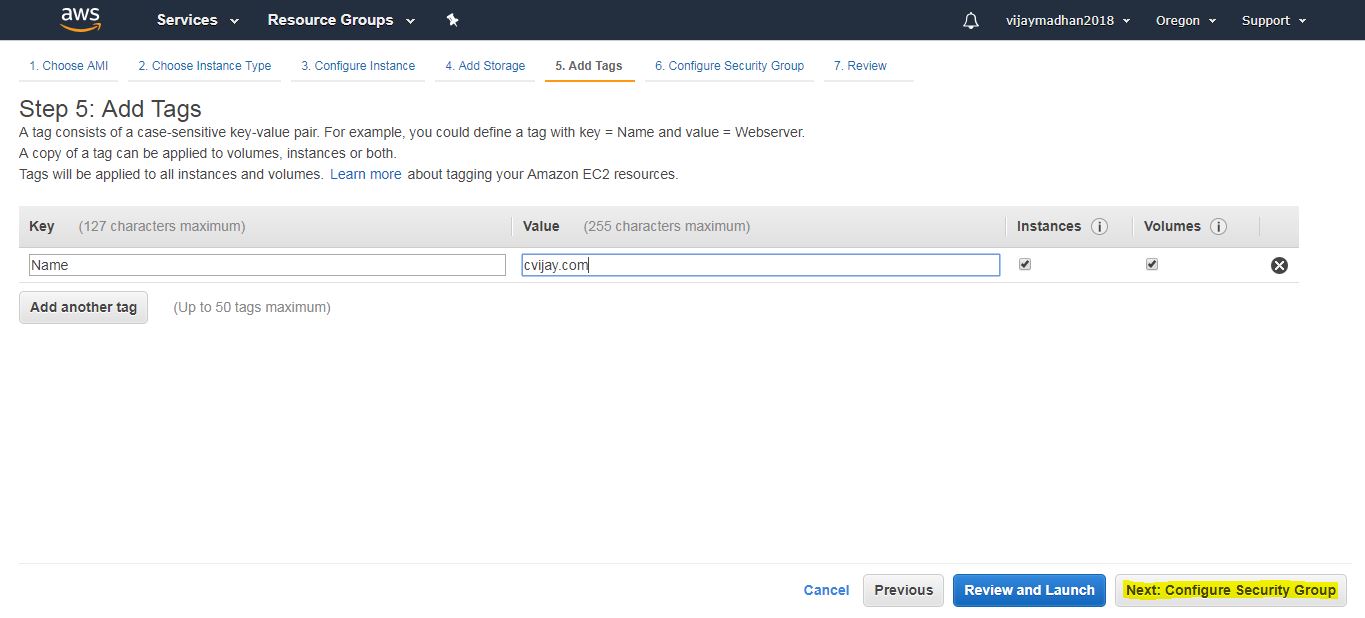 aws Services Resource Groups vijaymadhan2018 Oregon Support
1. Choose AMI 2. Choose Instance Type 3. Configure Instance 4. Add Storage 5. Add Tags 6. Configure Security Group 7. Review
Step 5: Add Tags
A tag consists of a case-sensitive key-value pair. For example, you could define a tag with key = Name and value = Webserver.
A copy of a tag can be applied to volumes, instances or both.
Tags will be applied to all instances and volumes. Learn more about tagging your Amazon EC2 resources.
Key (127 characters maximum) Value (255 characters maximum) Instances i Volumes i
Name cvijay.com
Add another tag (Up to 50 tags maximum)
Cancel Previous Review and Launch Next: Configure Security Group